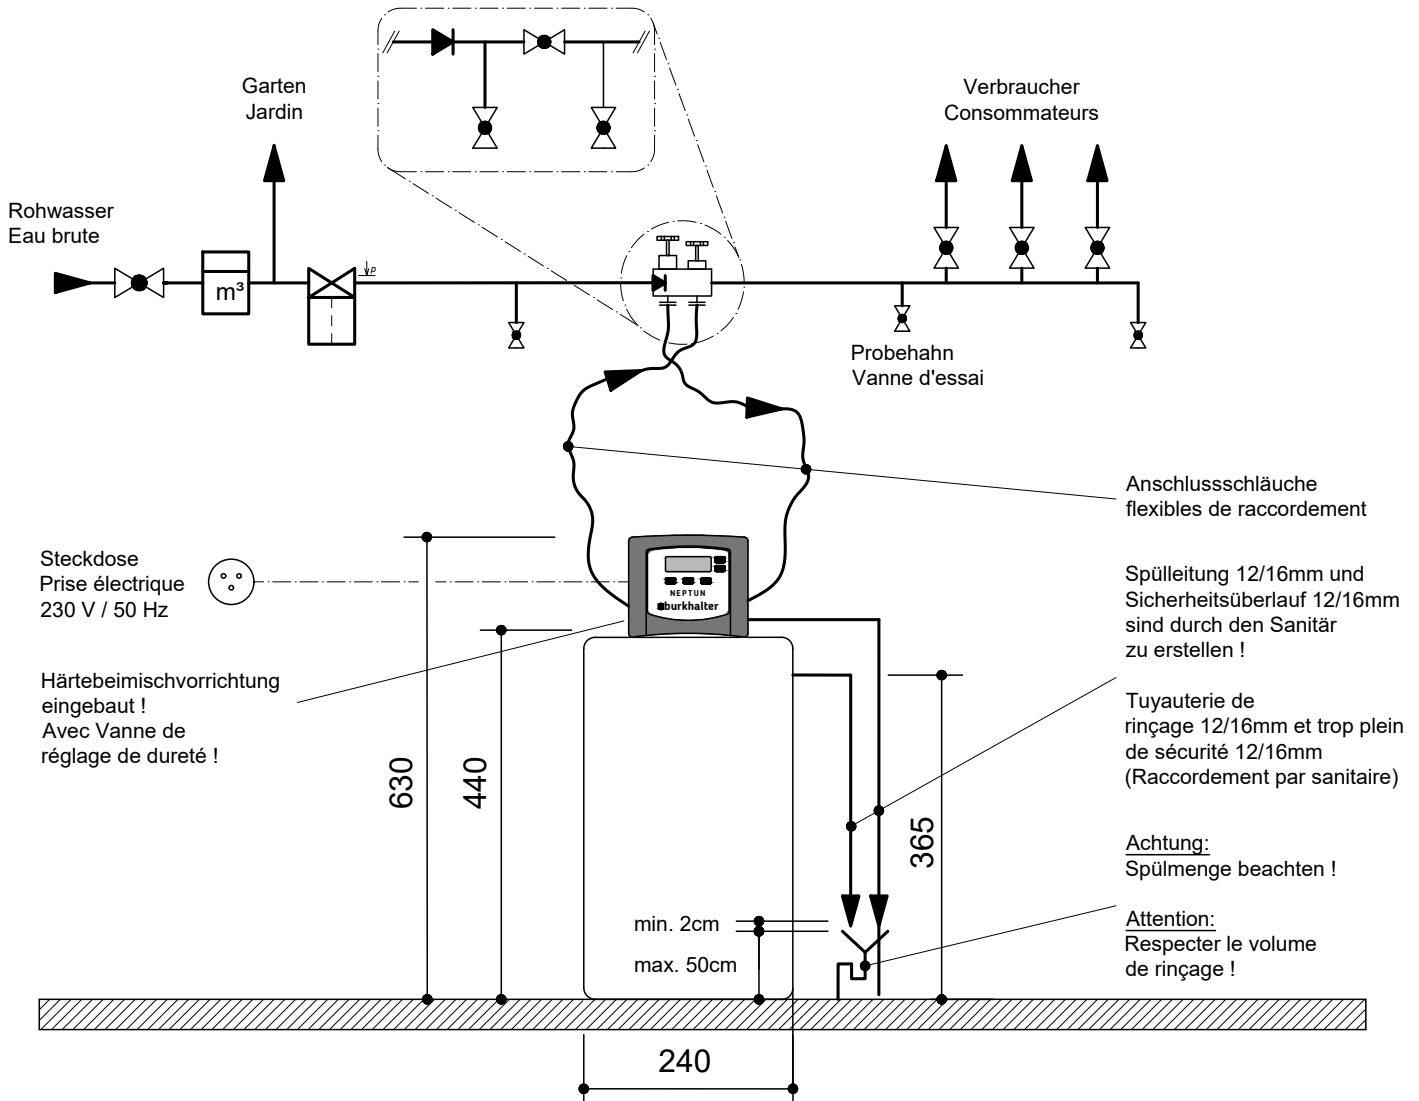 Garten
Jardin
Verbraucher
Consommateurs
Rohwasser
Eau brute
m³
p
Probehahn
Vanne d'essai
Anschlussschläuche
flexibles de raccordement
Steckdose
Prise électrique
230 V / 50 Hz
NEPTUN
burkhalter
Spülleitung 12/16mm und
Sicherheitsüberlauf 12/16mm
sind durch den Sanitär
zu erstellen !
Härtebeimischvorrichtung
eingebaut !
Avec Vanne de
réglage de dureté !
Tuyauterie de
rinçage 12/16mm et trop plein
de sécurité 12/16mm
(Raccordement par sanitaire)
630
440
365
Achtung:
Spülmenge beachten !
min. 2cm
max. 50cm
Attention:
Respecter le volume
de rinçage !
240